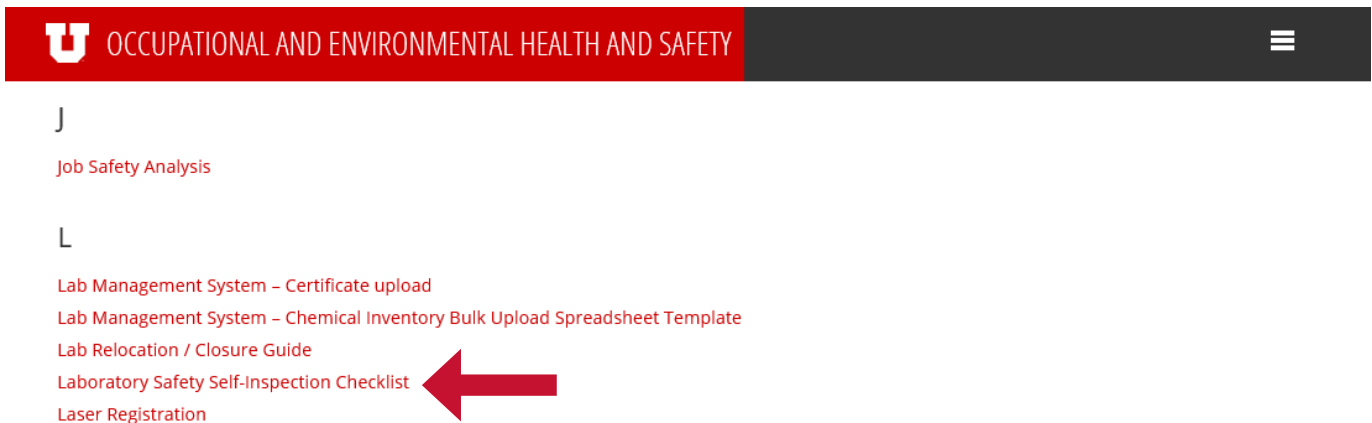 U OCCUPATIONAL AND ENVIRONMENTAL HEALTH AND SAFETY
J
Job Safety Analysis
L
Lab Management System – Certificate upload
Lab Management System – Chemical Inventory Bulk Upload Spreadsheet Template
Lab Relocation / Closure Guide
Laboratory Safety Self-Inspection Checklist
Laser Registration